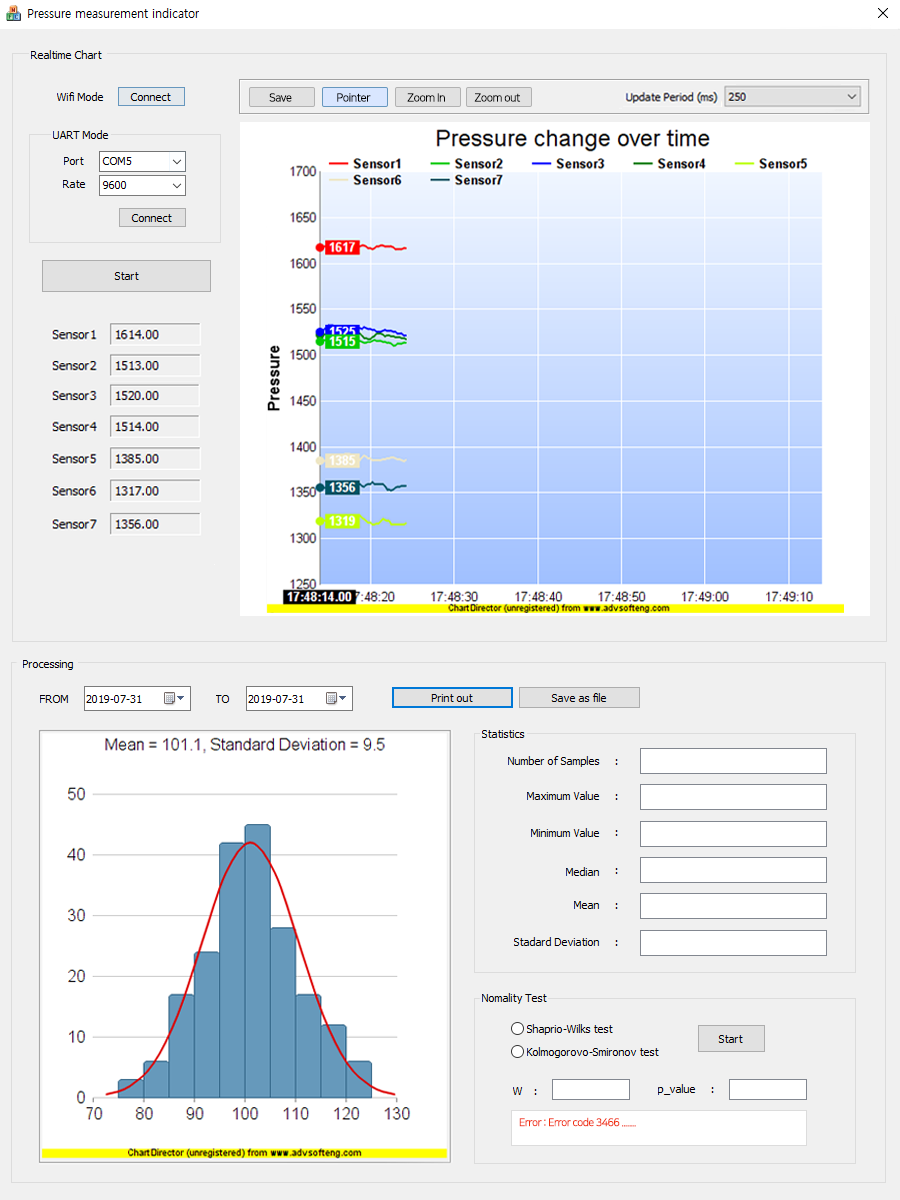 Pressure measurement indicator
Realtime Chart
Wifi Mode Connect
Save Pointer Zoom In Zoom out Update Period (ms) 250
UART Mode
Port COM5
Rate 9600
Connect
Start
Sensor1 1614.00
Sensor2 1513.00
Sensor3 1520.00
Sensor4 1514.00
Sensor5 1385.00
Sensor6 1317.00
Sensor7 1356.00
Pressure change over time
Sensor1 Sensor2 Sensor3 Sensor4 Sensor5
Sensor6 Sensor7
Pressure
1700
1650
1600
1550
1500
1450
1400
1350
1300
1250
1617
1525
1515
1385
1356
1319
17:48:14.00 7:48:20 17:48:30 17:48:40 17:48:50 17:49:00 17:49:10
ChartDirector (unregistered) from www.advsofteng.com
Processing
FROM 2019-07-31 TO 2019-07-31 Print out Save as file
Mean = 101.1, Standard Deviation = 9.5
50
40
30
20
10
0
70 80 90 100 110 120 130
ChartDirector (unregistered) from www.advsofteng.com
Statistics
Number of Samples :
Maximum Value :
Minimum Value :
Median :
Mean :
Stadard Deviation :
Nomality Test
Shaprio-Wilks test
Kolmogorovo-Smironov test
Start
W : p_value :
Error : Error code 3466 .......